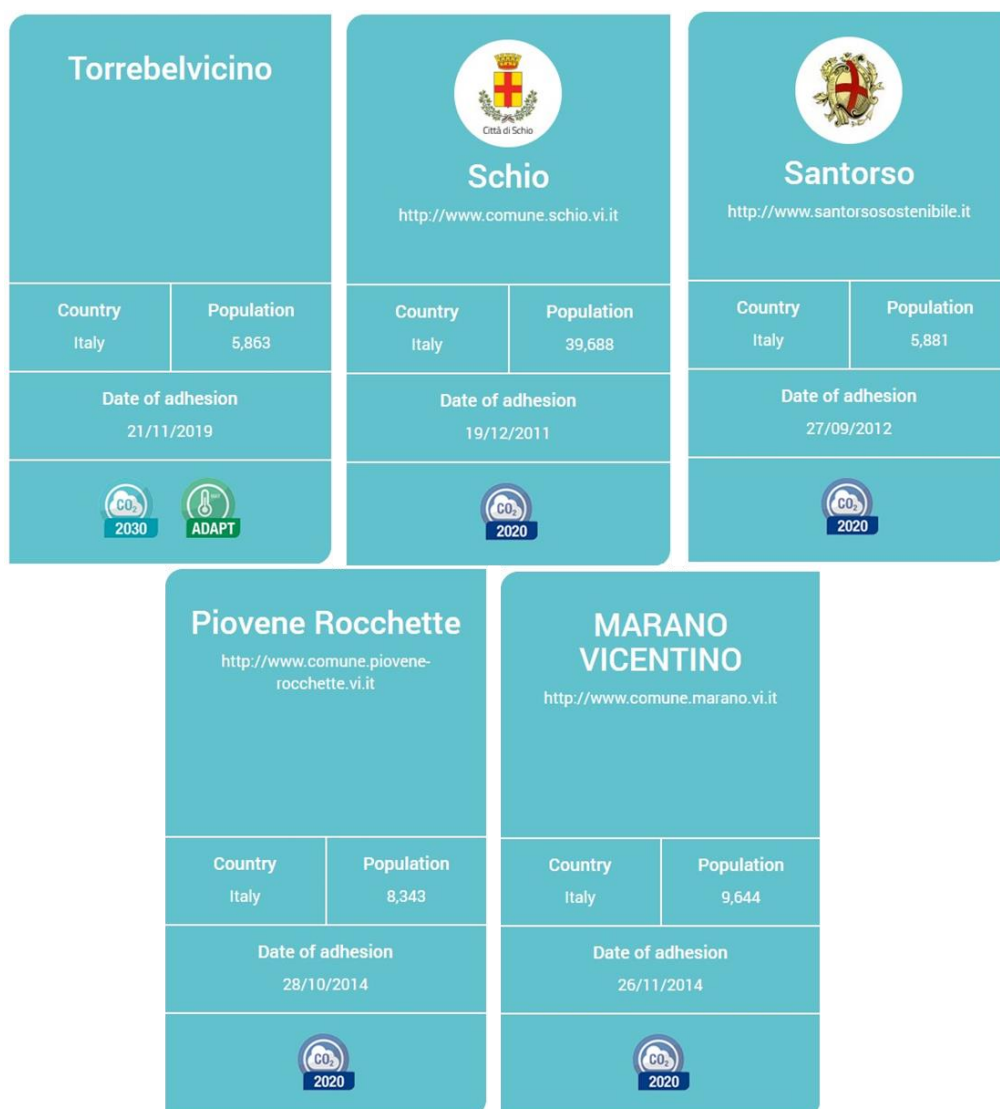 Torrebelvicino
Country
Population
Italy
5,863
Date of adhesion
21/11/2019
CO2
2030
ADAPT
Città di Schio
Schio
http://www.comune.schio.vi.it
Country
Population
Italy
39,688
Date of adhesion
19/12/2011
CO2
2020
Santorso
http://www.santorsosostenibile.it
Country
Population
Italy
5,881
Date of adhesion
27/09/2012
CO2
2020
Piovene Rocchette
http://www.comune.piovene-
rocchette.vi.it
Country
Population
Italy
8,343
Date of adhesion
28/10/2014
CO2
2020
MARANO
VICENTINO
http://www.comune.marano.vi.it
Country
Population
Italy
9,644
Date of adhesion
26/11/2014
CO2
2020